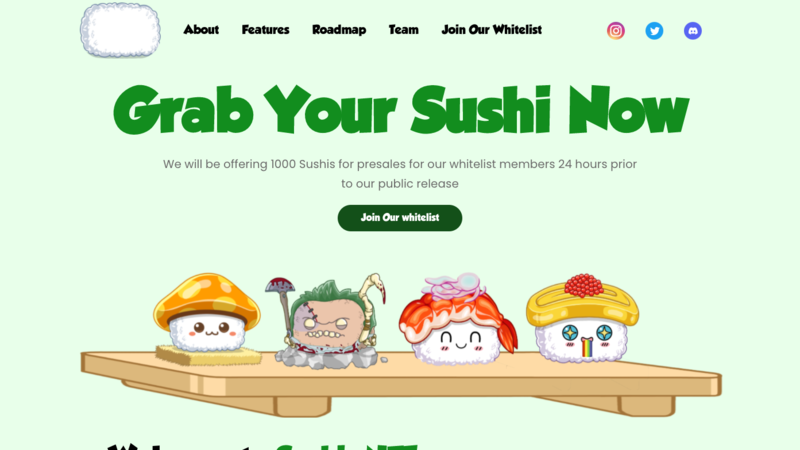 About Features Roadmap Team Join Our Whitelist
Grab Your Sushi Now
We will be offering 1000 Sushis for presales for our whitelist members 24 hours prior
to our public release
Join Our whitelist